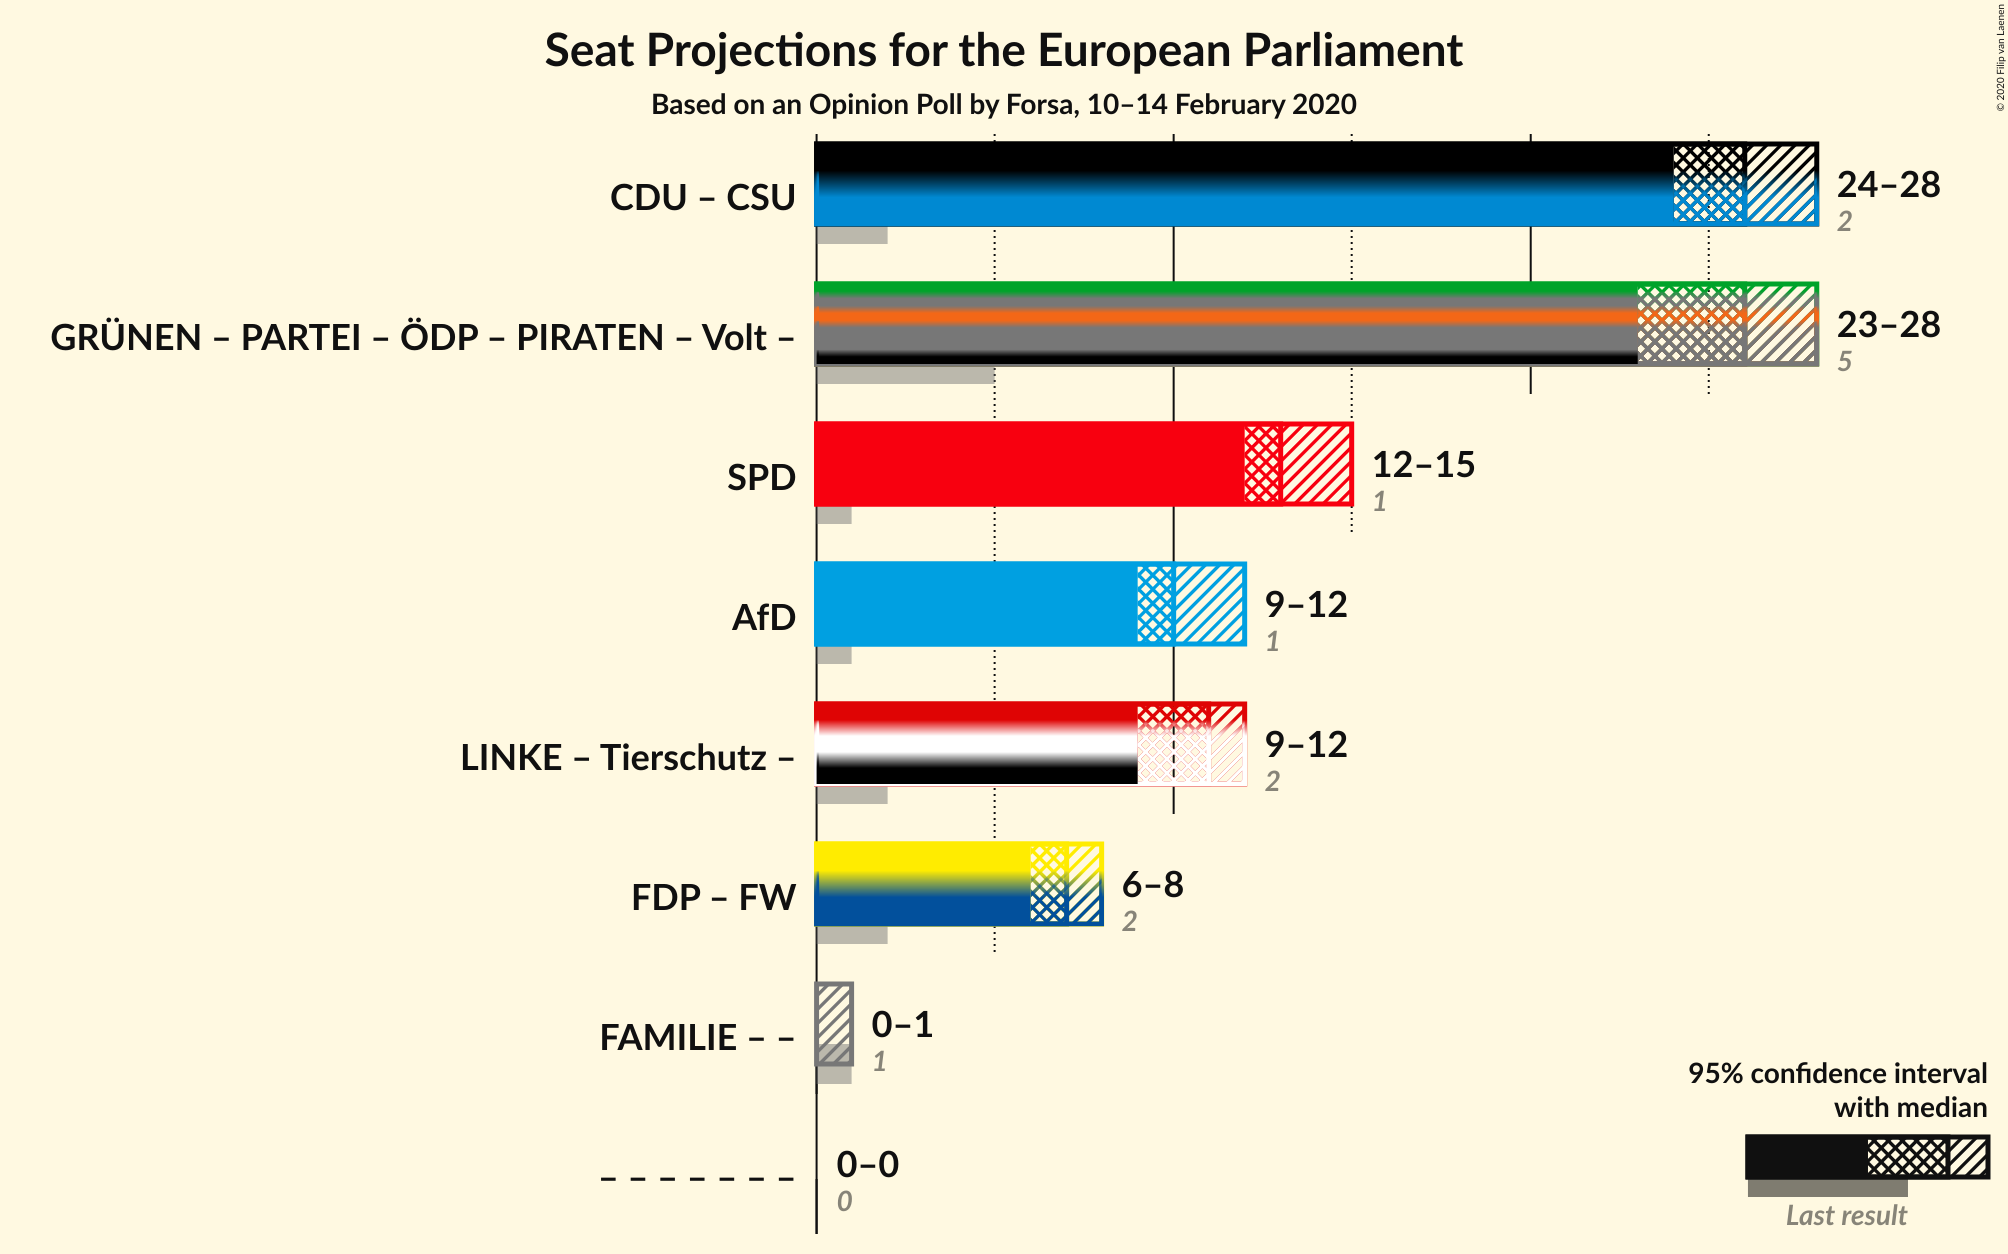 Seat Projections for the European Parliament
Based on an Opinion Poll by Forsa, 10–14 February 2020
© 2020 Filip van Laenen
CDU – CSU
24–28
2
GRÜNEN – PARTEI – ÖDP – PIRATEN – Volt –
23–28
5
SPD
12–15
1
AfD
9–12
1
LINKE – Tierschutz –
9–12
2
FDP – FW
6–8
2
FAMILIE – –
0–1
1
– – – – – – –
0–0
0
95% confidence interval
with median
Last result